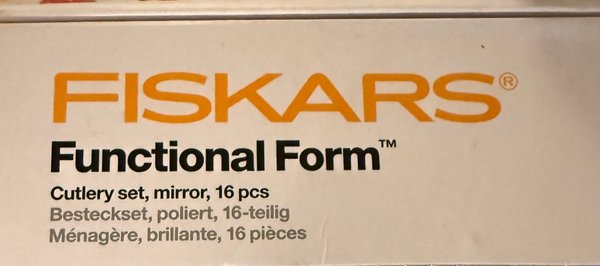 FISKARS®
Functional Form™
Cutlery set, mirror, 16 pcs
Besteckset, poliert, 16-teilig
Ménagère, brillante, 16 pièces